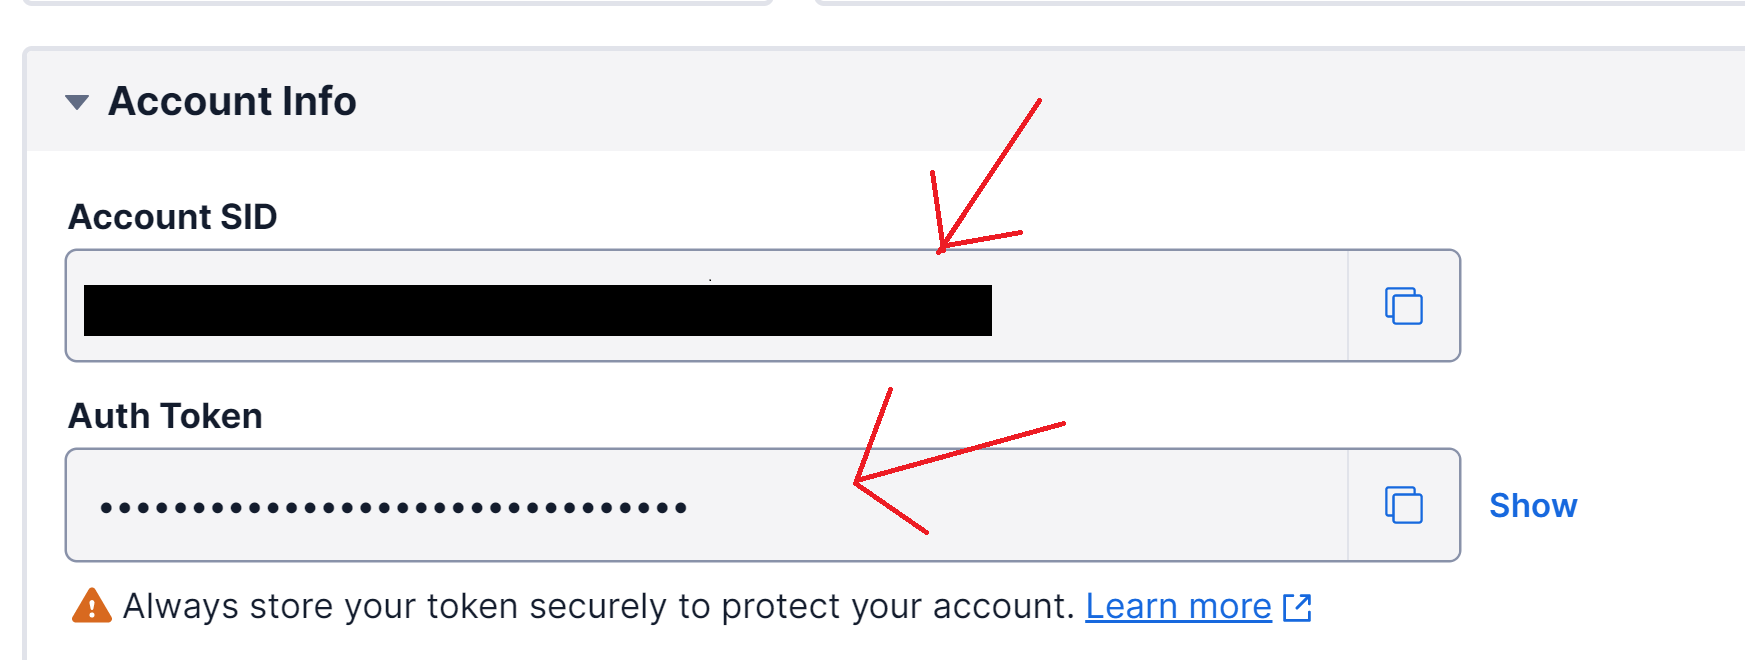 Account Info
Account SID
Auth Token
••••••••••••••••••••••••••••••••
Show
Always store your token securely to protect your account. Learn more